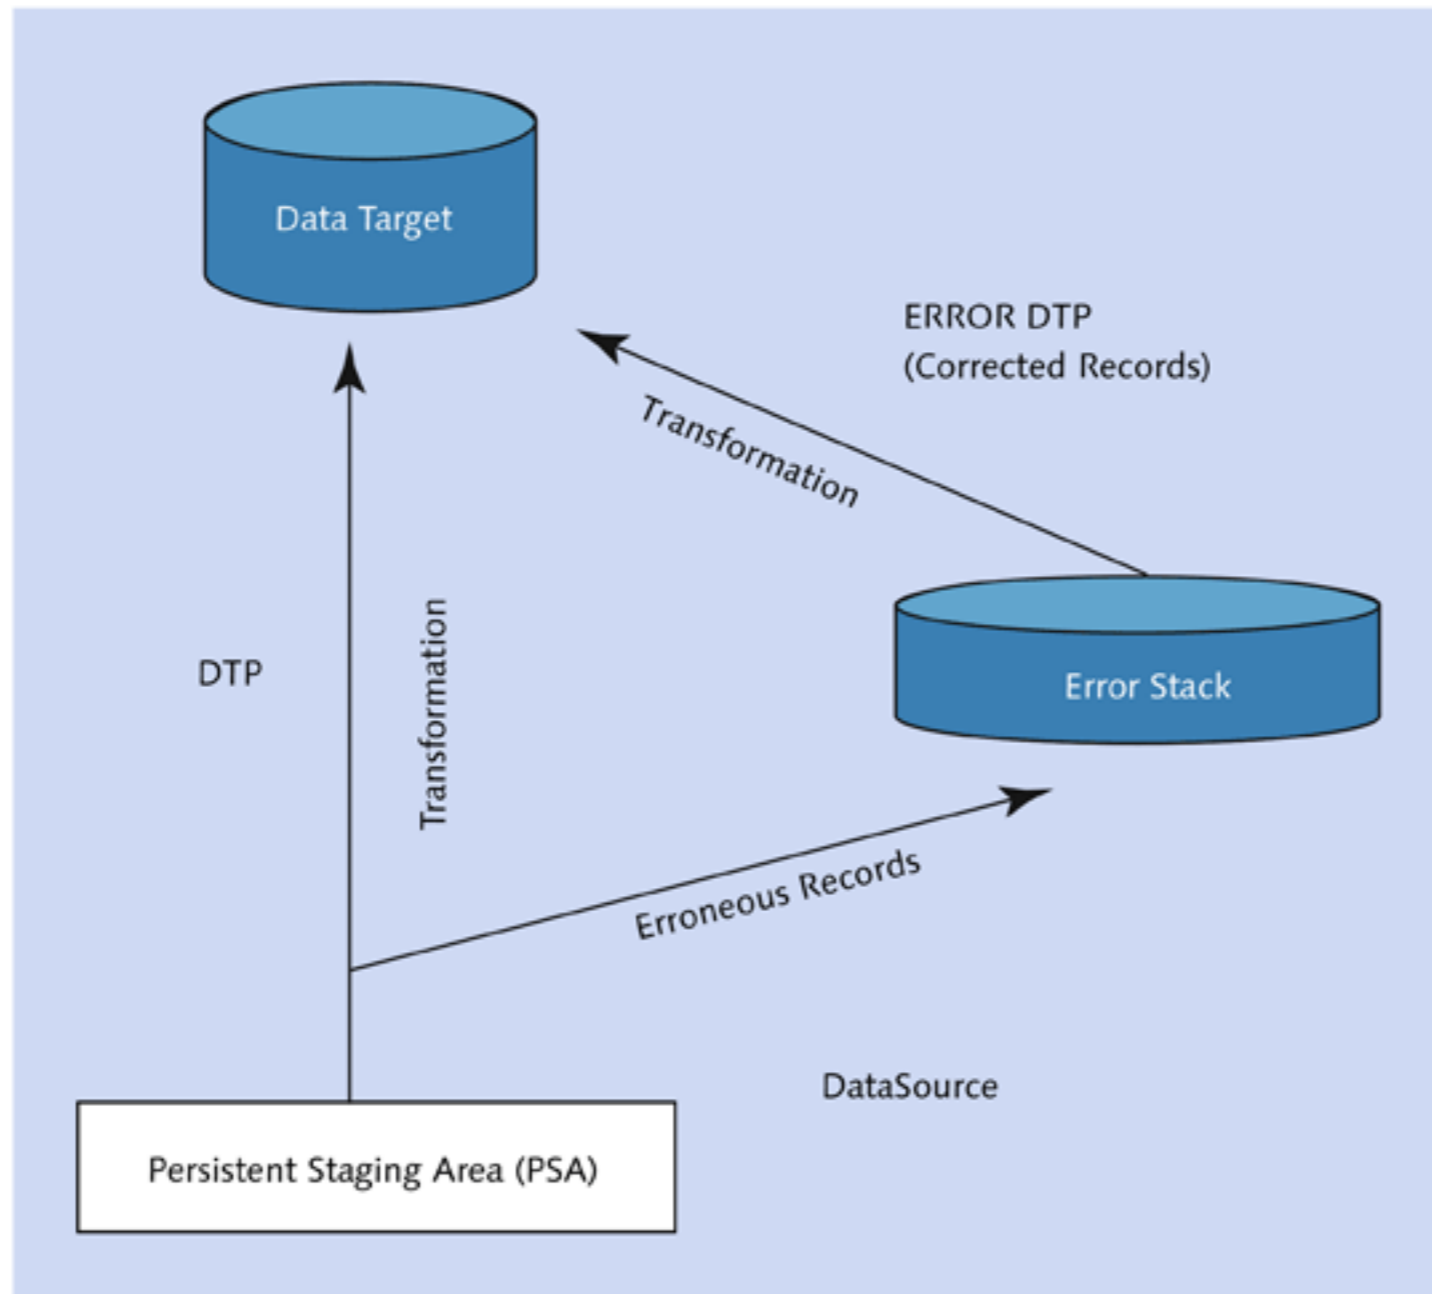 Data Target
ERROR DTP
(Corrected Records)
Transformation
DTP
Transformation
Error Stack
Erroneous Records
DataSource
Persistent Staging Area (PSA)